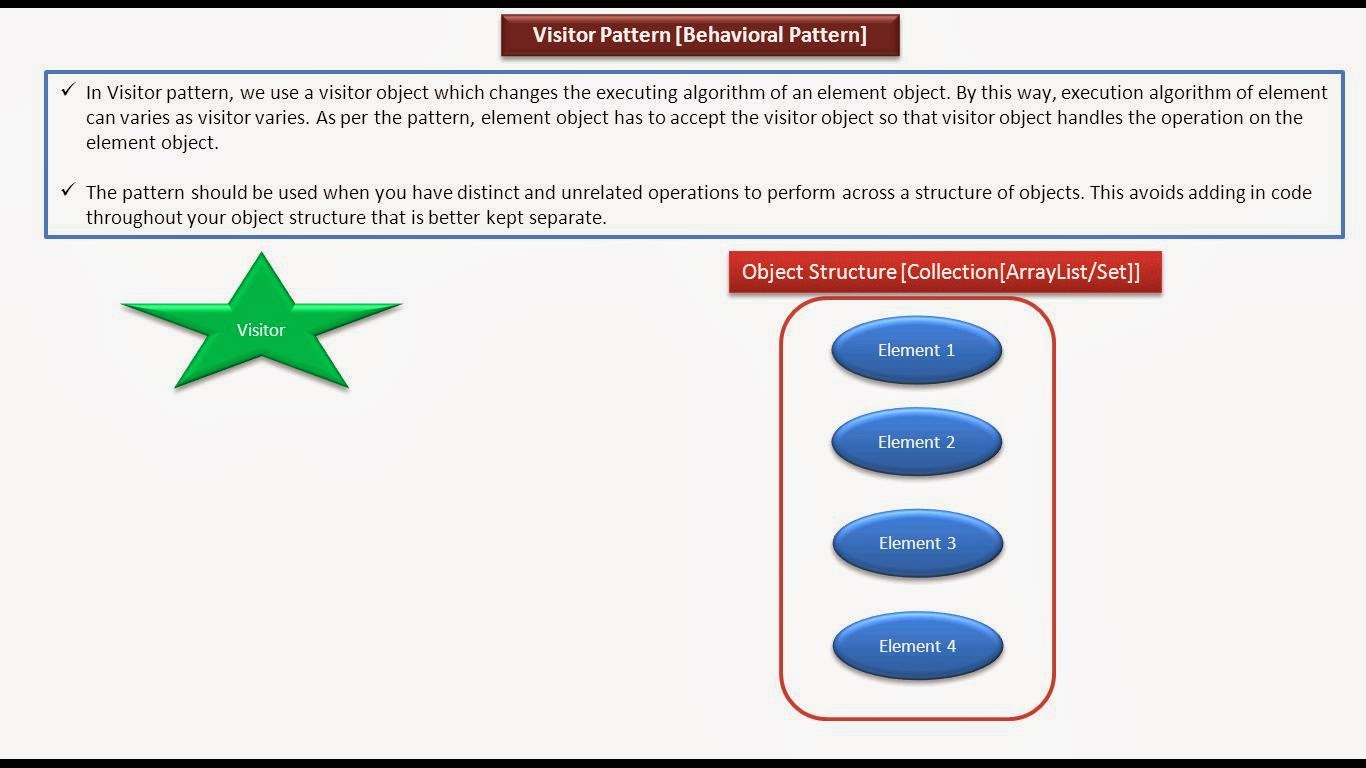 Visitor Pattern [Behavioral Pattern]
✓ In Visitor pattern, we use a visitor object which changes the executing algorithm of an element object. By this way, execution algorithm of element
can varies as visitor varies. As per the pattern, element object has to accept the visitor object so that visitor object handles the operation on the
element object.
✓ The pattern should be used when you have distinct and unrelated operations to perform across a structure of objects. This avoids adding in code
throughout your object structure that is better kept separate.
Object Structure [Collection[ArrayList/Set]]
Visitor
Element 1
Element 2
Element 3
Element 4